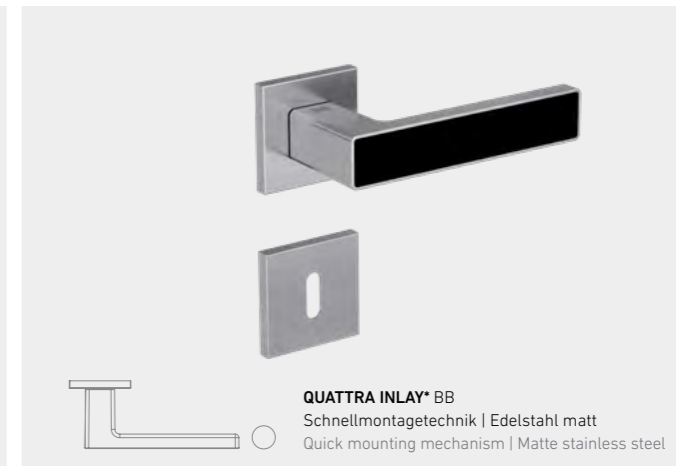 QUATTRA INLAY* BB
Schnellmontagetechnik | Edelstahl matt
Quick mounting mechanism | Matte stainless steel